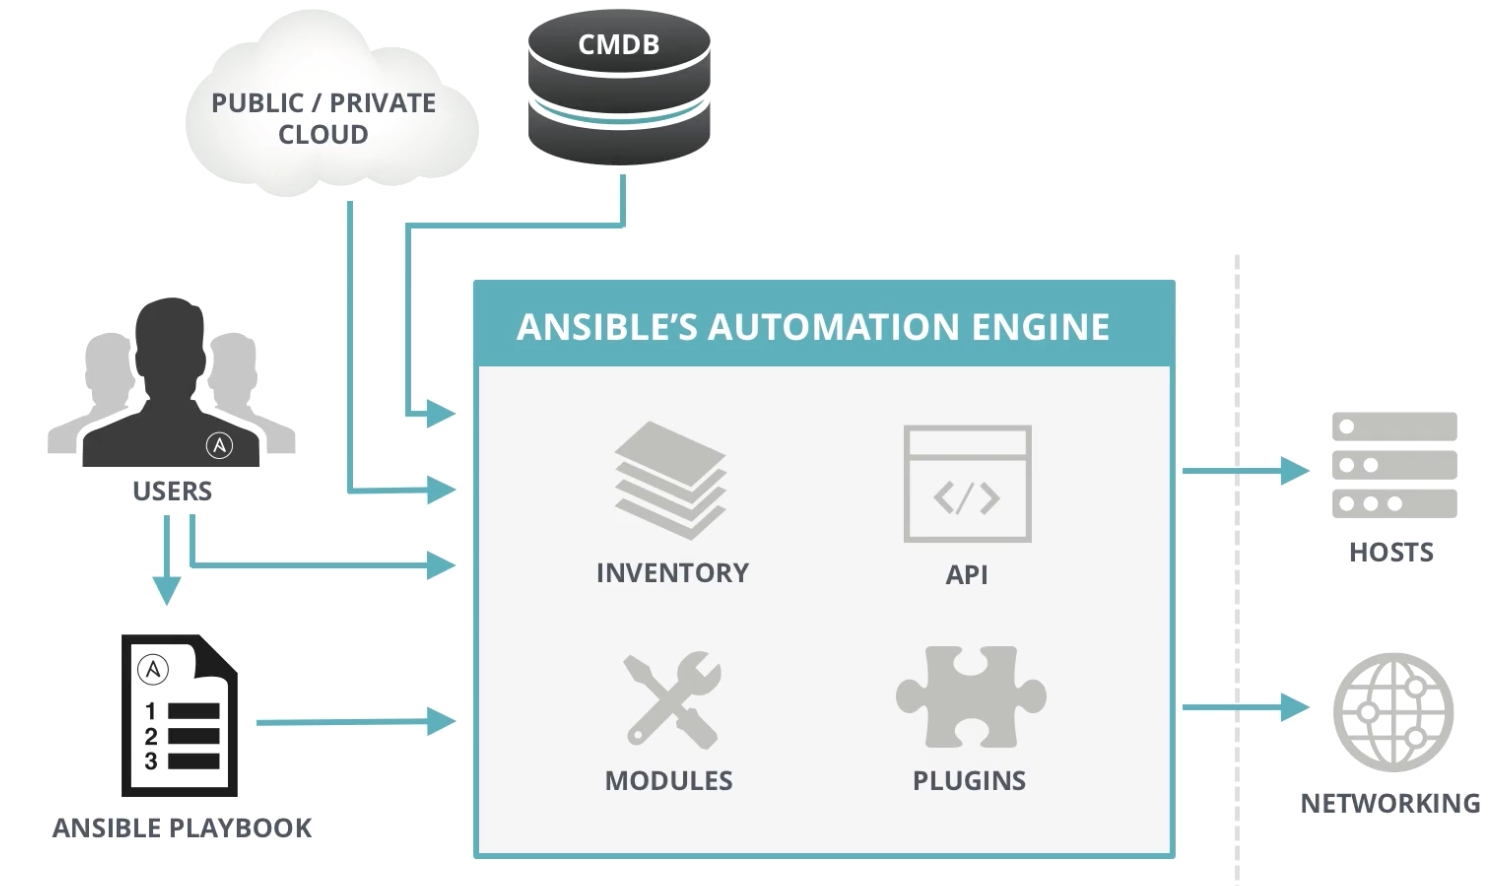 PUBLIC / PRIVATE
CLOUD
CMDB
ANSIBLE’S AUTOMATION ENGINE
USERS
INVENTORY
API
HOSTS
1
2
3
MODULES
PLUGINS
NETWORKING
ANSIBLE PLAYBOOK